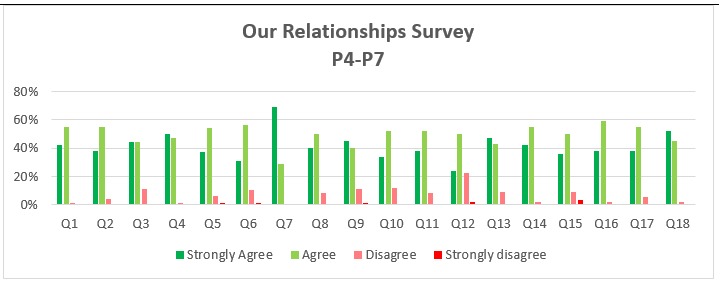 Our Relationships Survey
P4-P7
80%
60%
40%
20%
0%
Q1 Q2 Q3 Q4 Q5 Q6 Q7 Q8 Q9 Q10 Q11 Q12 Q13 Q14 Q15 Q16 Q17 Q18
Strongly Agree Agree Disagree Strongly disagree